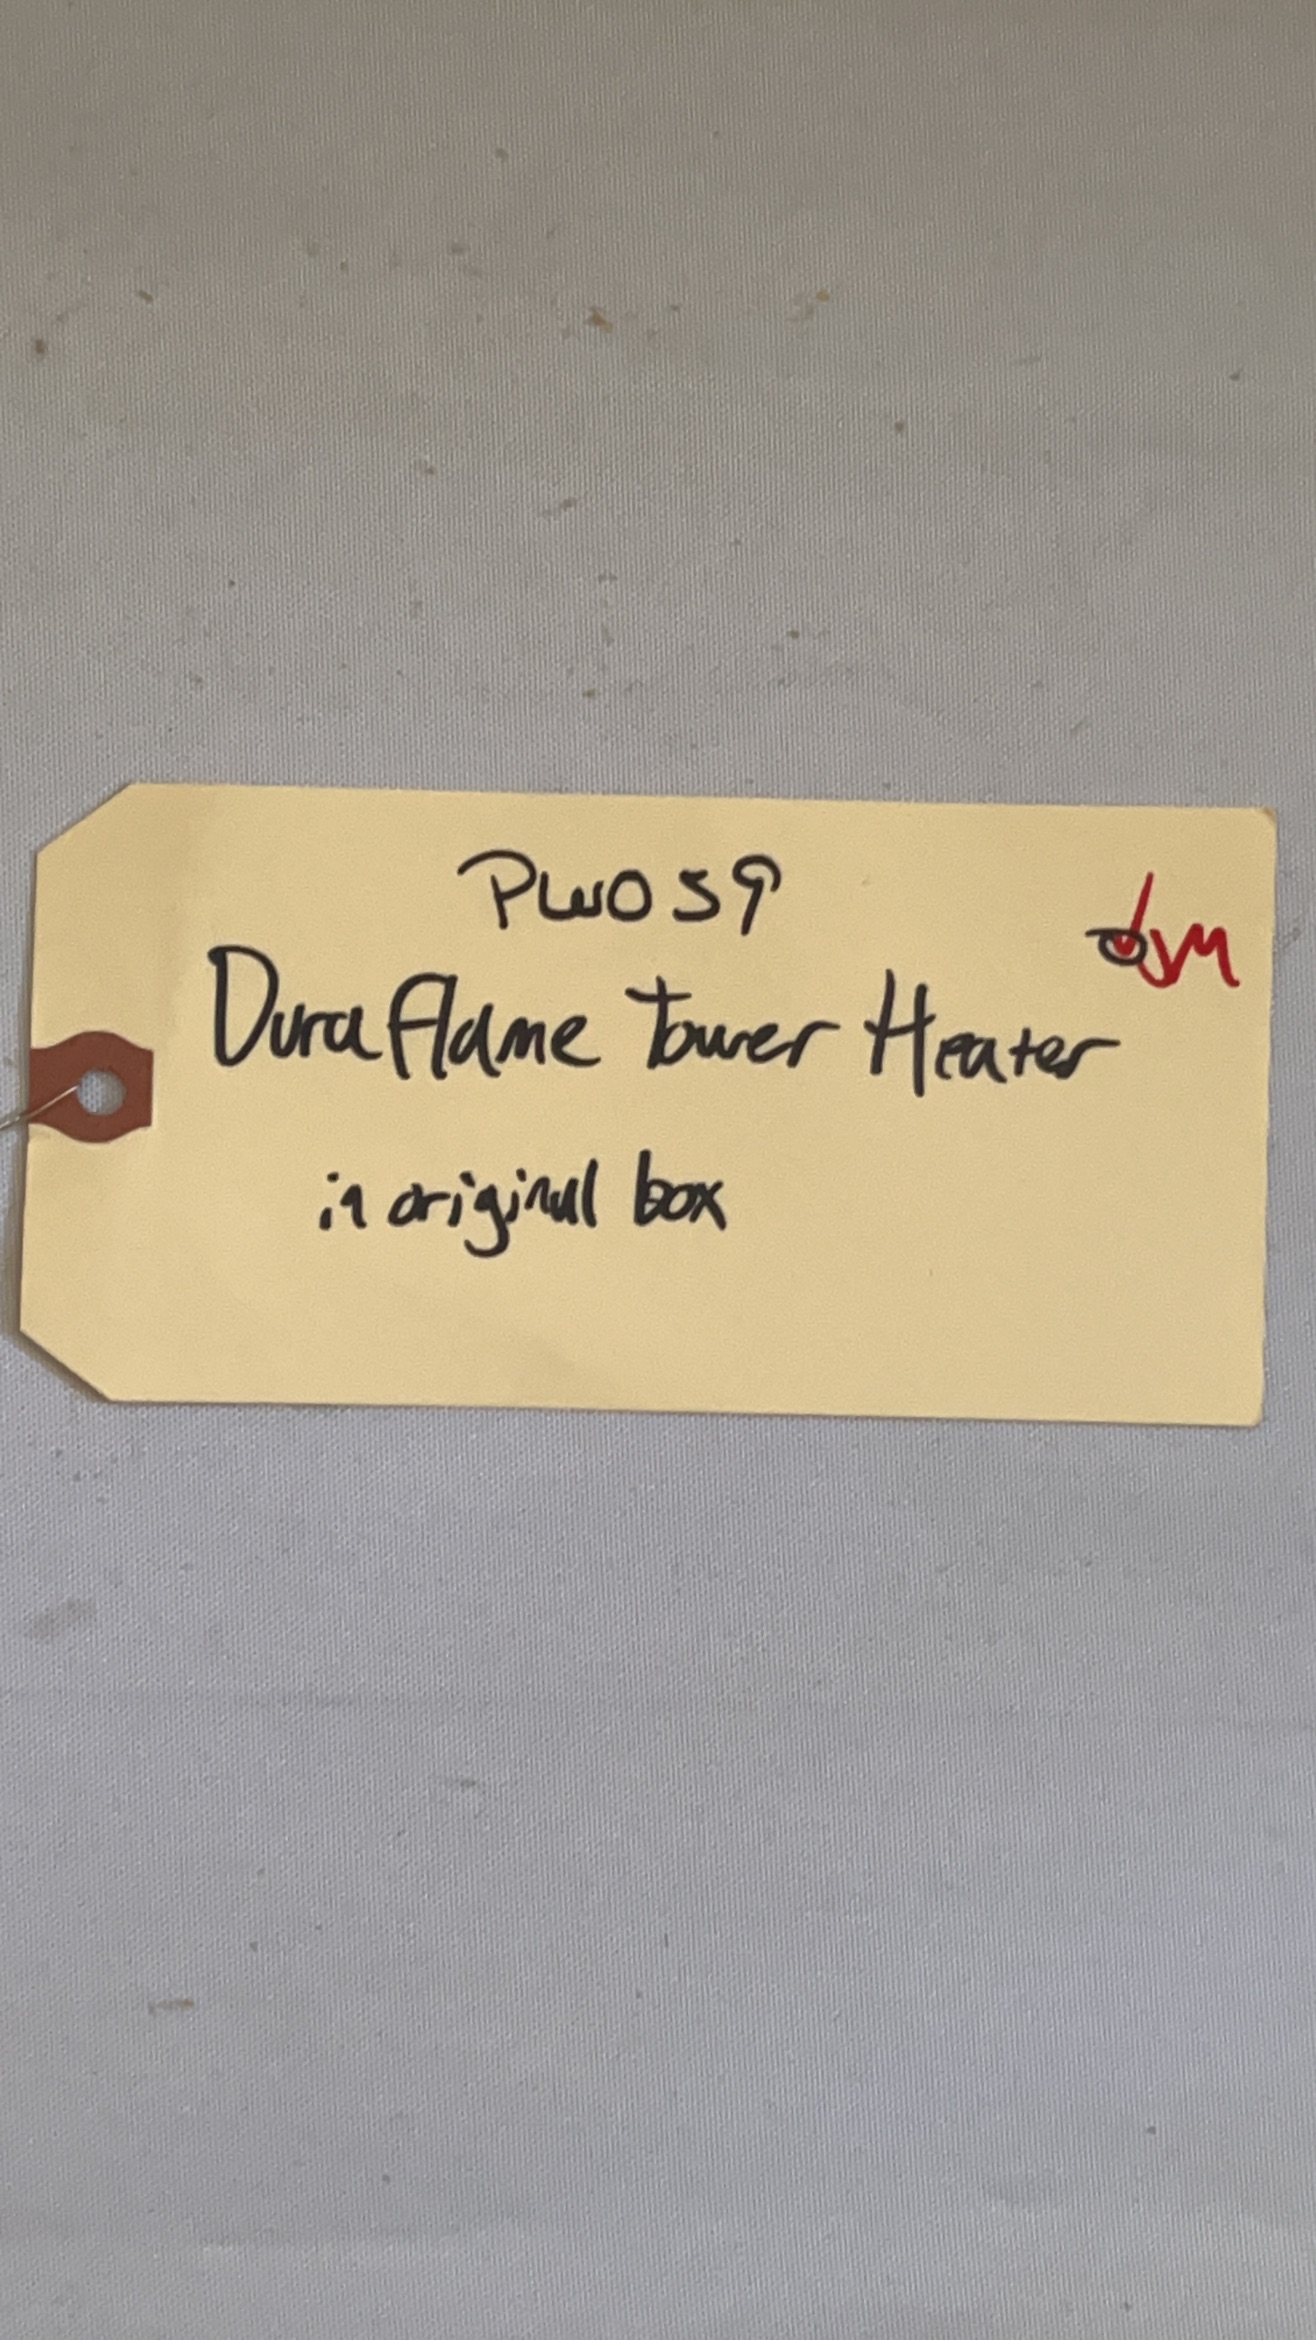 PW059
Duraflame Tower Heater
in original box